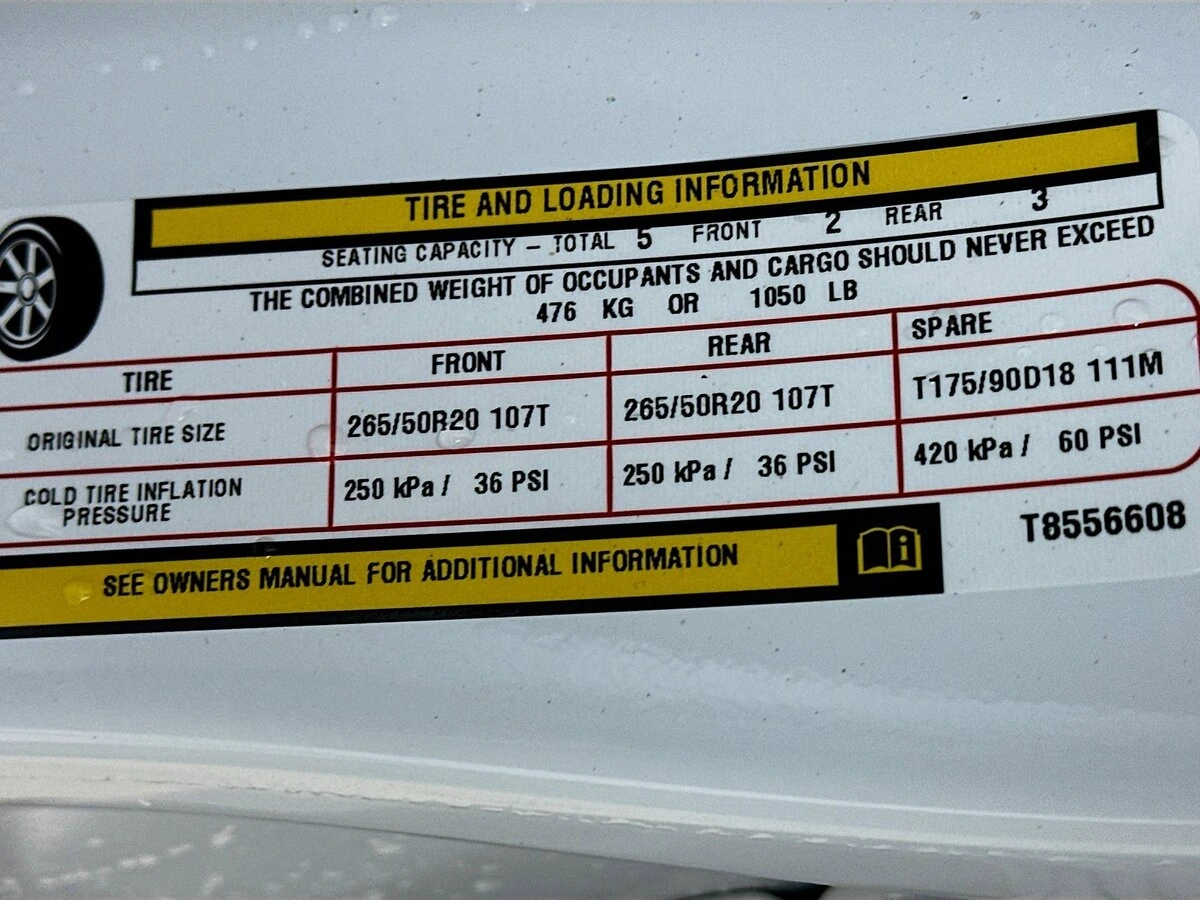 TIRE AND LOADING INFORMATION
SEATING CAPACITY – TOTAL 5 FRONT 2 REAR 3
THE COMBINED WEIGHT OF OCCUPANTS AND CARGO SHOULD NEVER EXCEED
476 KG OR 1050 LB
TIRE FRONT REAR SPARE
ORIGINAL TIRE SIZE 265/50R20 107T 265/50R20 107T T175/90D18 111M
COLD TIRE INFLATION
PRESSURE 250 kPa / 36 PSI 250 kPa / 36 PSI 420 kPa / 60 PSI
SEE OWNERS MANUAL FOR ADDITIONAL INFORMATION
T8556608